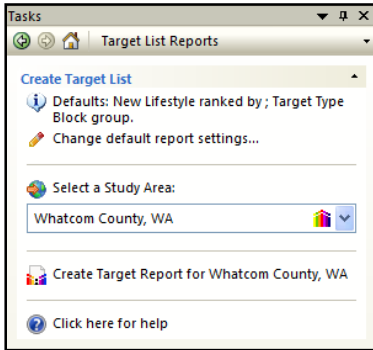 Tasks
Target List Reports
Create Target List
Defaults: New Lifestyle ranked by ; Target Type
Block group.
Change default report settings...
Select a Study Area:
Whatcom County, WA
Create Target Report for Whatcom County, WA
Click here for help